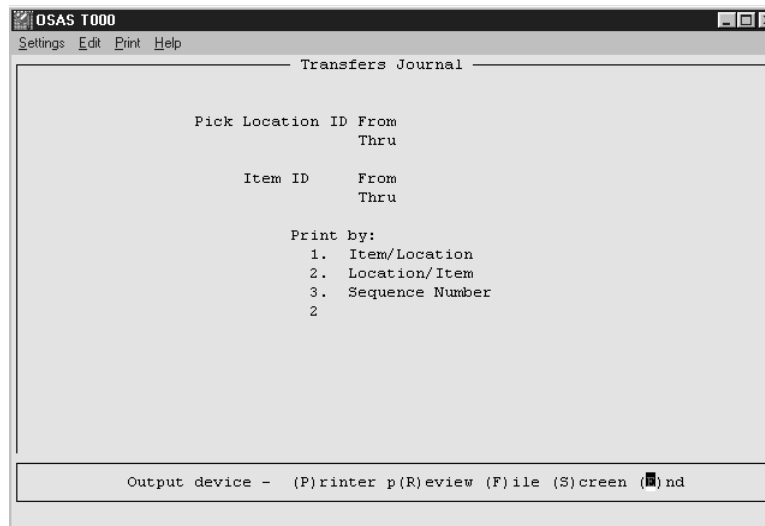 OSAS T000
Settings Edit Print Help
Transfers Journal
Pick Location ID From
Thru
Item ID From
Thru
Print by:
1. Item/Location
2. Location/Item
3. Sequence Number
2
Output device - (P)rinter p(R)eview (F)ile (S)creen (E)nd